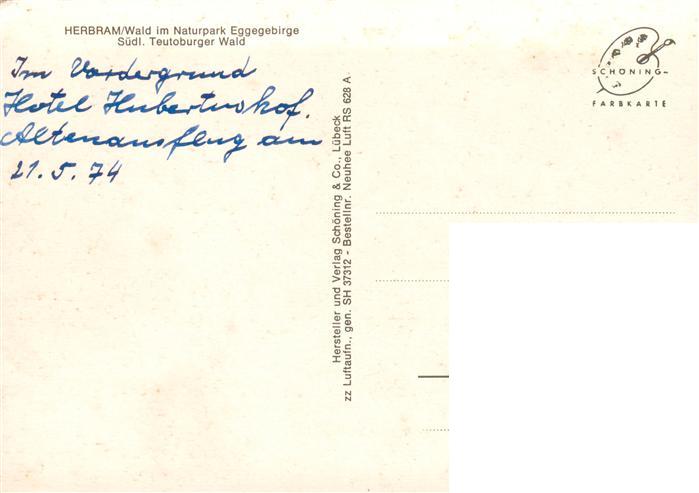 HERBRAM/Wald im Naturpark Eggegebirge
Südl. Teutoburger Wald
Im Vordergrund
Hotel Hubertushof.
Altenausflug am
21. 5. 74
Hersteller und Verlag Schöning & Co., Lübeck
zz Luftaufn., gen. SH 37312 - Bestellnr. Neuhee Luft RS 628 A
SCHÖNING-
FARBKARTE